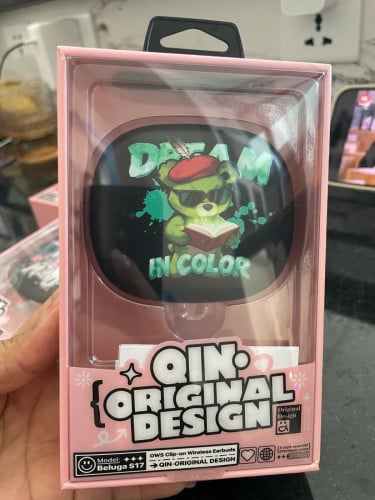 DREAM
IN COLOR
QIN·
{ORIGINAL
DESIGN
Original
Design
Model:
Beluga S17
OWS Clip-on Wireless Earbuds
→ QIN-ORIGINAL DESIGN